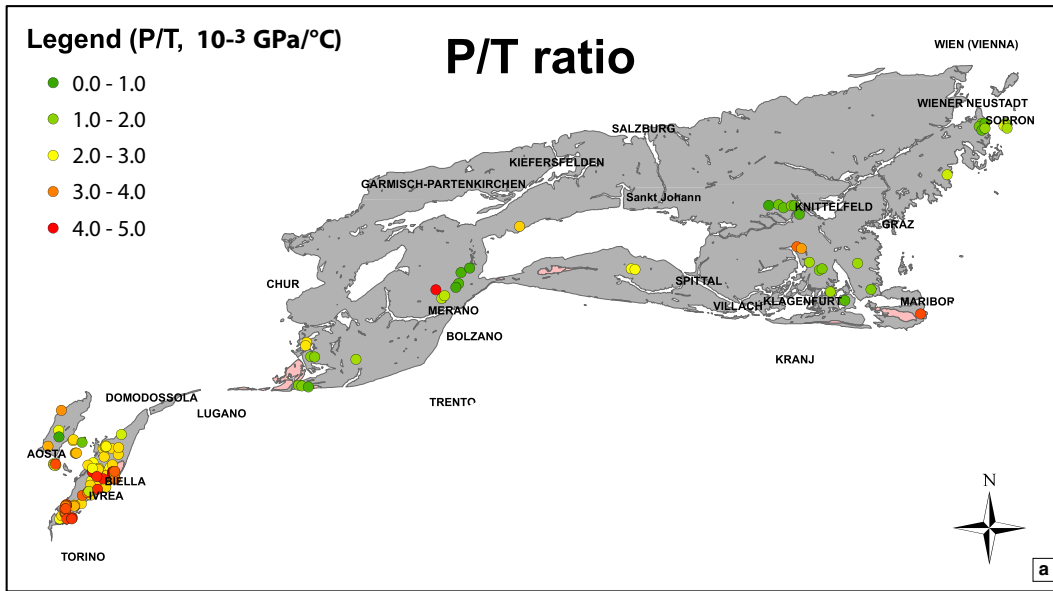 Legend (P/T, 10-3 GPa/°C)
P/T ratio
0.0 - 1.0
1.0 - 2.0
2.0 - 3.0
3.0 - 4.0
4.0 - 5.0
WIEN (VIENNA)
WIENER NEUSTADT
SOPRON
SALZBURG
KIEFERSFELDEN
GARMISCH-PARTENKIRCHEN
Sankt Johann
KNITTELFELD
GRAZ
CHUR
SPITTAL
VILLACH
KLAGENFURT
MARIBOR
MERANO
BOLZANO
KRANJ
DOMODOSSOLA
LUGANO
TRENTO
AOSTA
BIELLA
IVREA
TORINO
N
a